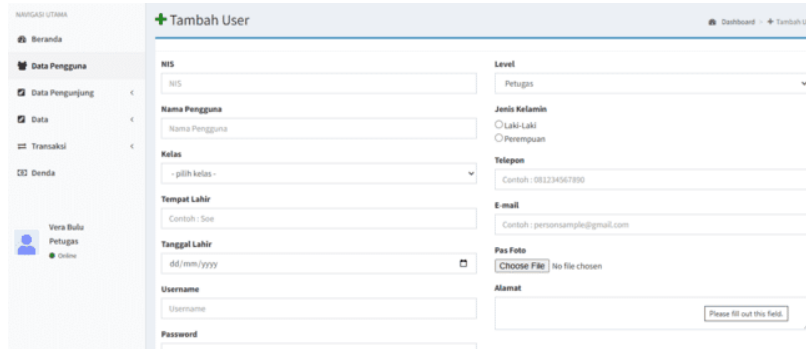 NAVIGASI UTAMA
Beranda
Data Pengguna
Data Pengunjung
Data
Transaksi
Denda
Vera Bulu
Petugas
Online
Tambah User
Dashboard
Tambah U
NIS
NIS
Nama Pengguna
Nama Pengguna
Kelas
- pilih kelas -
Tempat Lahir
Contoh : Soe
Tanggal Lahir
dd/mm/yyyy
Username
Username
Password
Level
Petugas
Jenis Kelamin
Laki-Laki
Perempuan
Telepon
Contoh : 081234567890
E-mail
Contoh : personsample@gmail.com
Pas Foto
Choose File No file chosen
Alamat
Please fill out this field.